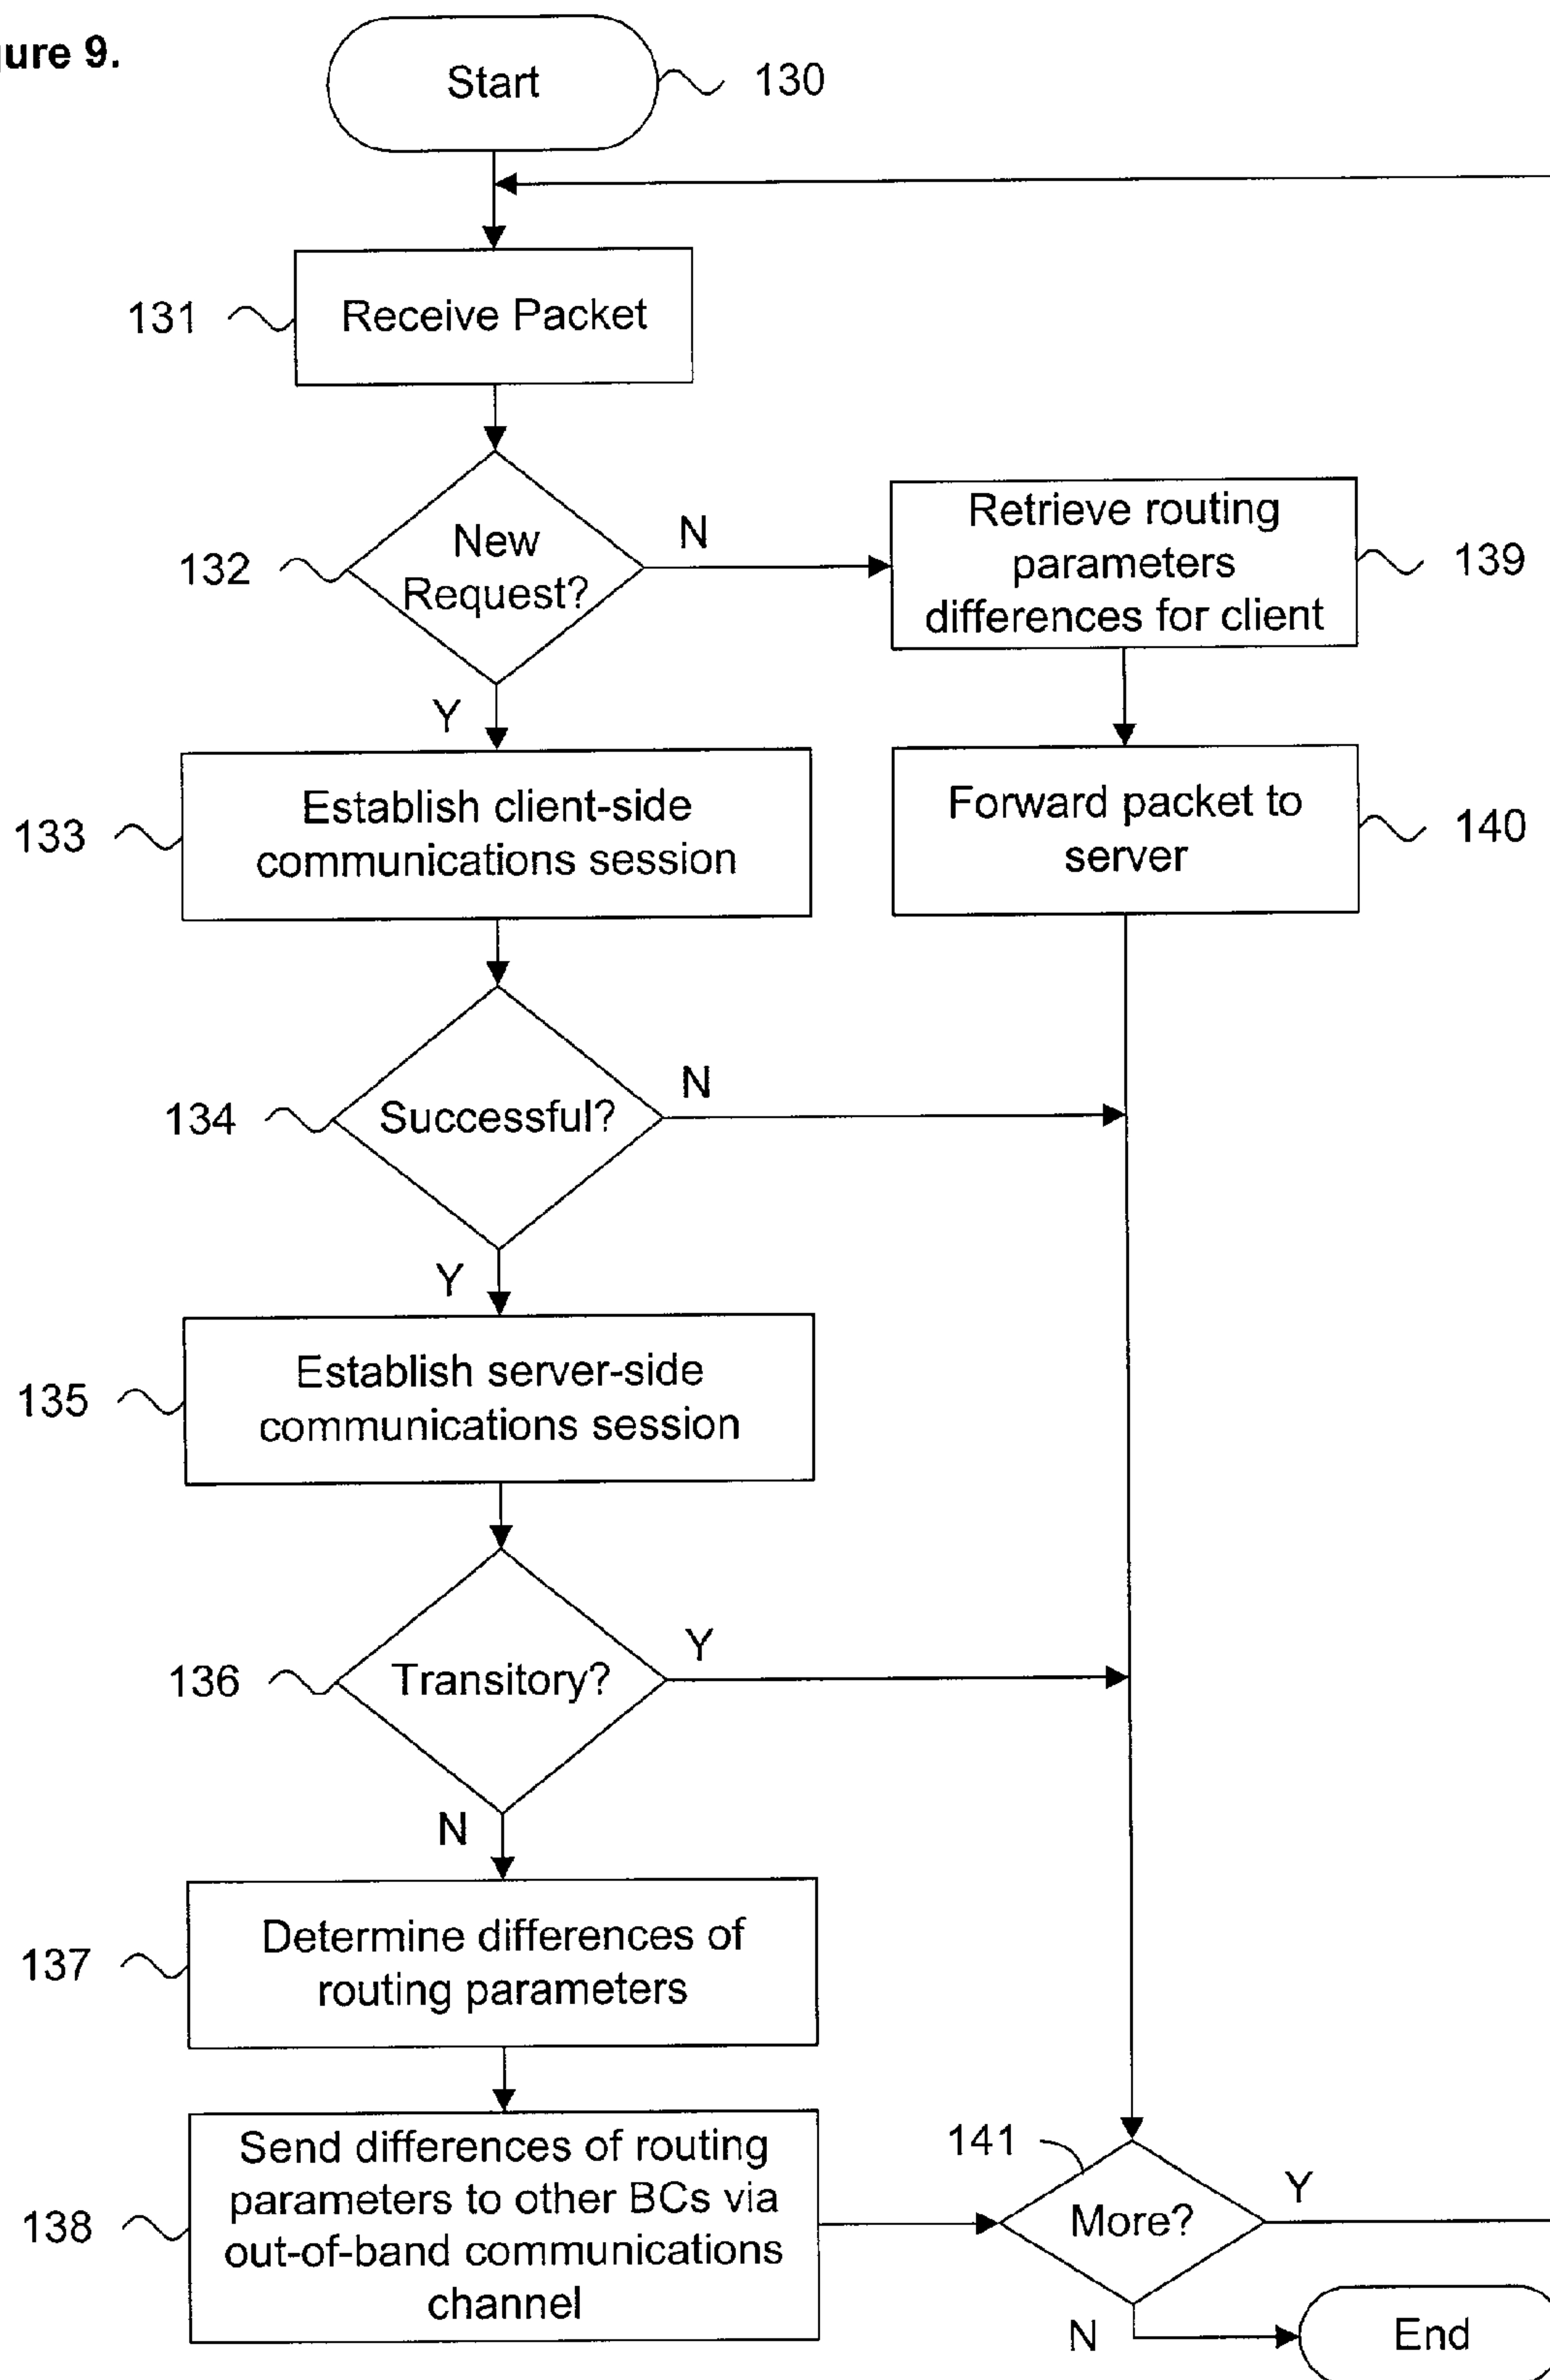 gure 9.
Start
130
131
Receive Packet
132
New
Request?
N
Y
Retrieve routing
parameters
differences for client
139
133
Establish client-side
communications session
Forward packet to
server
140
134
Successful?
N
Y
135
Establish server-side
communications session
136
Transitory?
Y
N
137
Determine differences of
routing parameters
138
Send differences of routing
parameters to other BCs via
out-of-band communications
channel
141
More?
Y
N
End